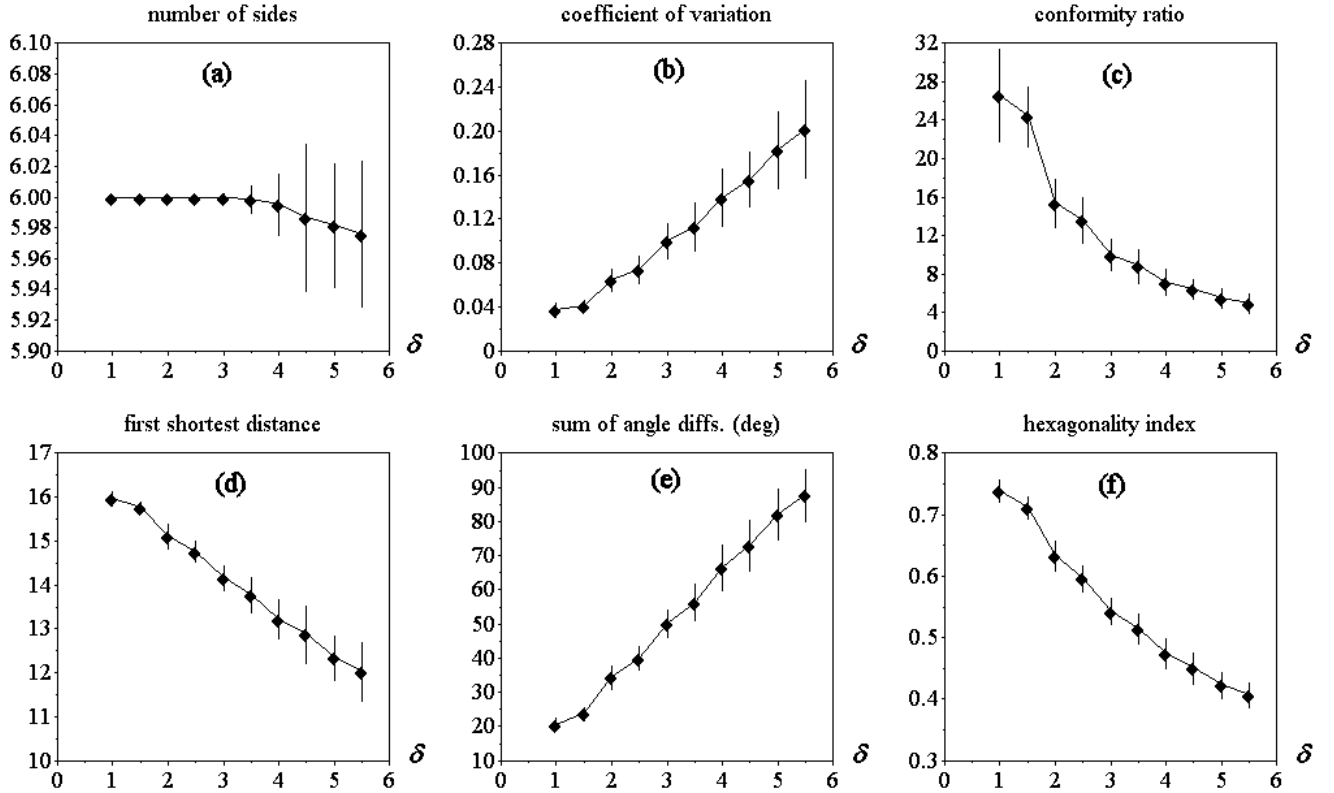 number of sides
coefficient of variation
conformity ratio
(a)
6.10
6.08
6.06
6.04
6.02
6.00
5.98
5.96
5.94
5.92
5.90
0 1 2 3 4 5 6
δ
(b)
0.28
0.24
0.20
0.16
0.12
0.08
0.04
0
0 1 2 3 4 5 6
δ
(c)
32
28
24
20
16
12
8
4
0
0 1 2 3 4 5 6
δ
first shortest distance
sum of angle diffs. (deg)
hexagonality index
(d)
17
16
15
14
13
12
11
10
0 1 2 3 4 5 6
δ
(e)
100
90
80
70
60
50
40
30
20
10
0 1 2 3 4 5 6
δ
(f)
0.8
0.7
0.6
0.5
0.4
0.3
0 1 2 3 4 5 6
δ